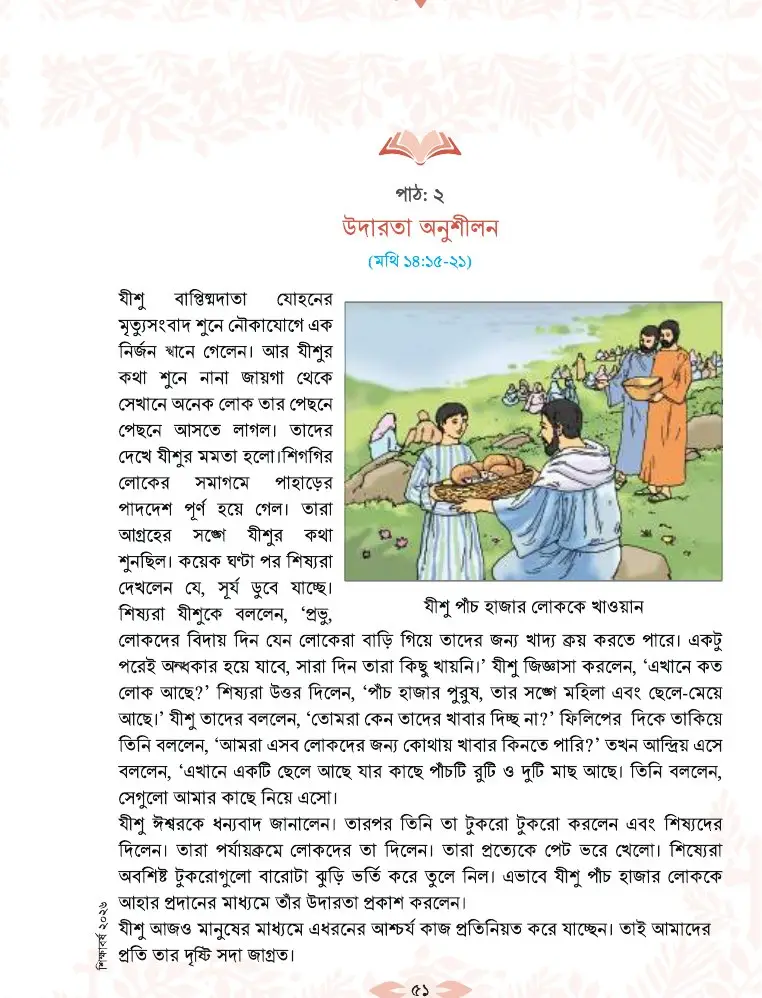 পাঠ: ২
উদারতা অনুশীলন
(মথি ১৪:১৫-২১)
যীশু বাপ্তিষ্মদাতা যোহনের
মৃত্যুসংবাদ শুনে নৌকাযোগে এক
নির্জন স্থানে গেলেন। আর যীশুর
কথা শুনে নানা জায়গা থেকে
সেখানে অনেক লোক তার পেছনে
পেছনে আসতে লাগল। তাদের
দেখে যীশুর মমতা হলো।শিগগির
লোকের সমাগমে পাহাড়ের
পাদদেশ পূর্ণ হয়ে গেল। তারা
আগ্রহের সঙ্গে যীশুর কথা
শুনছিল। কয়েক ঘণ্টা পর শিষ্যরা
দেখলেন যে, সূর্য ডুবে যাচ্ছে।
শিষ্যরা যীশুকে বললেন, ‘প্রভু,
যীশু পাঁচ হাজার লোককে খাওয়ান
লোকদের বিদায় দিন যেন লোকেরা বাড়ি গিয়ে তাদের জন্য খাদ্য ক্রয় করতে পারে। একটু
পরেই অন্ধকার হয়ে যাবে, সারা দিন তারা কিছু খায়নি।’ যীশু জিজ্ঞাসা করলেন, ‘এখানে কত
লোক আছে?’ শিষ্যরা উত্তর দিলেন, ‘পাঁচ হাজার পুরুষ, তার সঙ্গে মহিলা এবং ছেলে-মেয়ে
আছে।’ যীশু তাদের বললেন, ‘তোমরা কেন তাদের খাবার দিচ্ছ না?’ ফিলিপের দিকে তাকিয়ে
তিনি বললেন, ‘আমরা এসব লোকদের জন্য কোথায় খাবার কিনতে পারি?’ তখন আন্দ্রিয় এসে
বললেন, ‘এখানে একটি ছেলে আছে যার কাছে পাঁচটি রুটি ও দুটি মাছ আছে। তিনি বললেন,
সেগুলো আমার কাছে নিয়ে এসো।
যীশু ঈশ্বরকে ধন্যবাদ জানালেন। তারপর তিনি তা টুকরো টুকরো করলেন এবং শিষ্যদের
দিলেন। তারা পর্যায়ক্রমে লোকদের তা দিলেন। তারা প্রত্যেকে পেট ভরে খেলো। শিষ্যেরা
অবশিষ্ট টুকরোগুলো বারোটা ঝুড়ি ভর্তি করে তুলে নিল। এভাবে যীশু পাঁচ হাজার লোককে
আহার প্রদানের মাধ্যমে তাঁর উদারতা প্রকাশ করলেন।
যীশু আজও মানুষের মাধ্যমে এধরনের আশ্চর্য কাজ প্রতিনিয়ত করে যাচ্ছেন। তাই আমাদের
প্রতি তার দৃষ্টি সদা জাগ্রত।
শিক্ষাবর্ষ ২০২৬
৫১